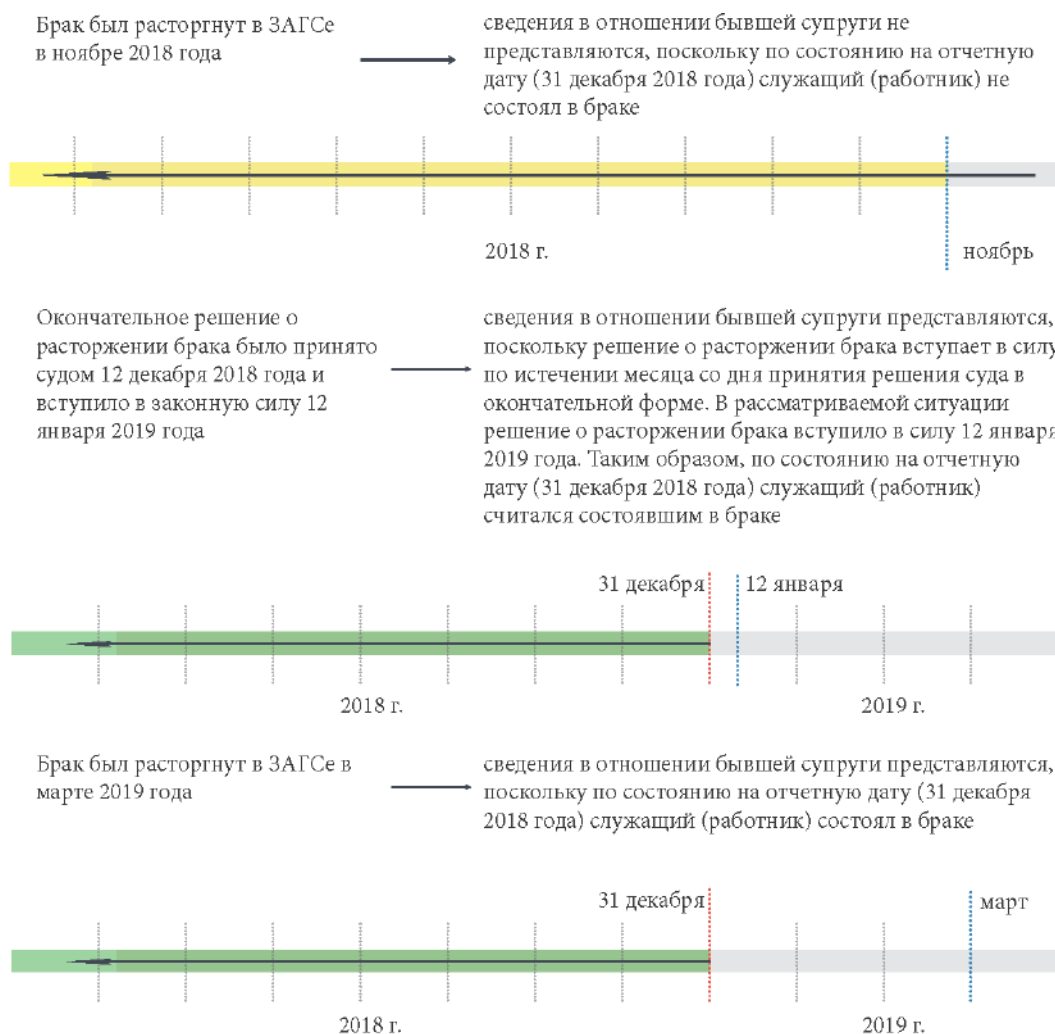 Брак был расторгнут в ЗАГСе
в ноябре 2018 года
сведения в отношении бывшей супруги не
представляются, поскольку по состоянию на отчетную
дату (31 декабря 2018 года) служащий (работник) не
состоял в браке
2018 г.
ноябрь
Окончательное решение о
расторжении брака было принято
судом 12 декабря 2018 года и
вступило в законную силу 12
января 2019 года
сведения в отношении бывшей супруги представляются,
поскольку решение о расторжении брака вступает в силу
по истечении месяца со дня принятия решения суда в
окончательной форме. В рассматриваемой ситуации
решение о расторжении брака вступило в силу 12 января
2019 года. Таким образом, по состоянию на отчетную
дату (31 декабря 2018 года) служащий (работник)
считался состоявшим в браке
31 декабря
12 января
2018 г.
2019 г.
Брак был расторгнут в ЗАГСе в
марте 2019 года
сведения в отношении бывшей супруги представляются,
поскольку по состоянию на отчетную дату (31 декабря
2018 года) служащий (работник) состоял в браке
31 декабря
март
2018 г.
2019 г.